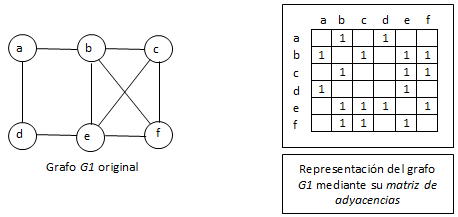 a b c
d e f
Grafo G1 original
a b c d e f
a 1 1
b 1 1 1 1
c 1 1 1
d 1 1
e 1 1 1 1
f 1 1 1
Representación del grafo
G1 mediante su matriz de
adyacencias